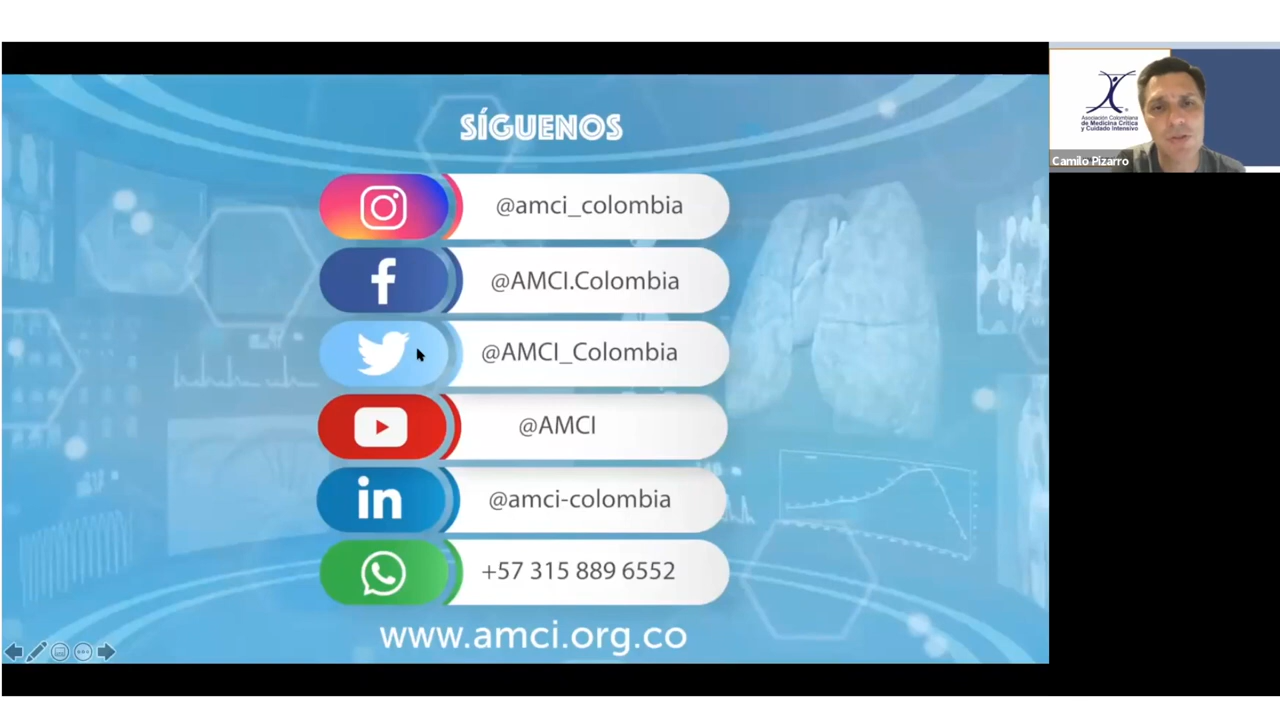 SÍGUENOS
@amci_colombia
@AMCI.Colombia
@AMCI_Colombia
@AMCI
@amci-colombia
+57 315 889 6552
www.amci.org.co
Asociación Colombiana
de Medicina Crítica
y Cuidado Intensivo
Camilo Pizarro